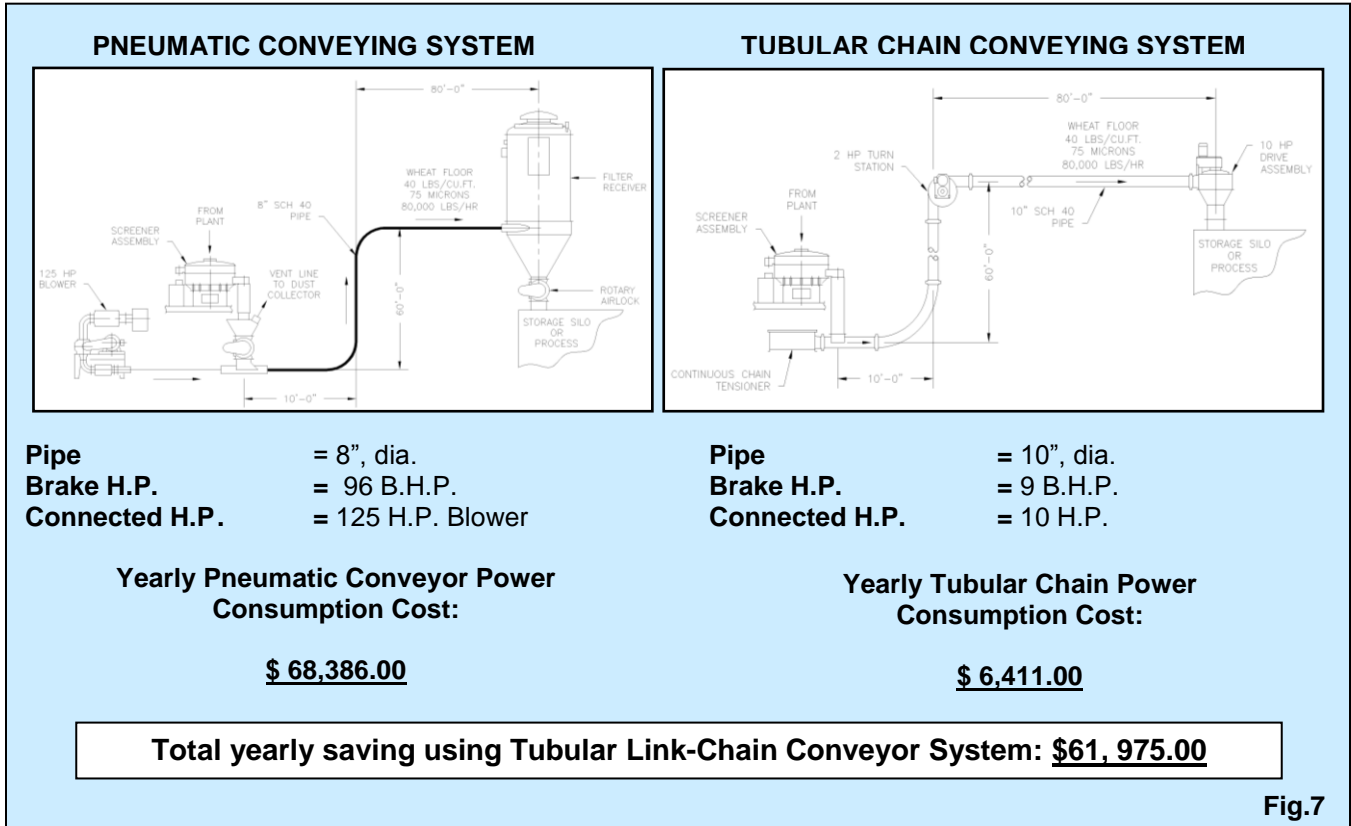 PNEUMATIC CONVEYING SYSTEM
80'-0"
WHEAT FLOOR
40 LBS/CU.FT.
75 MICRONS
80,000 LBS/HR
FILTER
RECEIVER
8" SCH 40
PIPE
FROM
PLANT
SCREENER
ASSEMBLY
125 HP
BLOWER
VENT LINE
TO DUST
COLLECTOR
60'-0"
ROTARY
AIRLOCK
STORAGE SILO
OR
PROCESS
10'-0"
TUBULAR CHAIN CONVEYING SYSTEM
80'-0"
WHEAT FLOOR
40 LBS/CU.FT.
75 MICRONS
80,000 LBS/HR
2 HP TURN
STATION
10 HP
DRIVE
ASSEMBLY
10" SCH 40
PIPE
FROM
PLANT
SCREENER
ASSEMBLY
60'-0"
STORAGE SILO
OR
PROCESS
CONTINUOUS CHAIN
TENSIONER
10'-0"
Pipe = 8”, dia.
Brake H.P. = 96 B.H.P.
Connected H.P. = 125 H.P. Blower
Yearly Pneumatic Conveyor Power
Consumption Cost:
$ 68,386.00
Pipe = 10”, dia.
Brake H.P. = 9 B.H.P.
Connected H.P. = 10 H.P.
Yearly Tubular Chain Power
Consumption Cost:
$ 6,411.00
Total yearly saving using Tubular Link-Chain Conveyor System: $61, 975.00
Fig.7